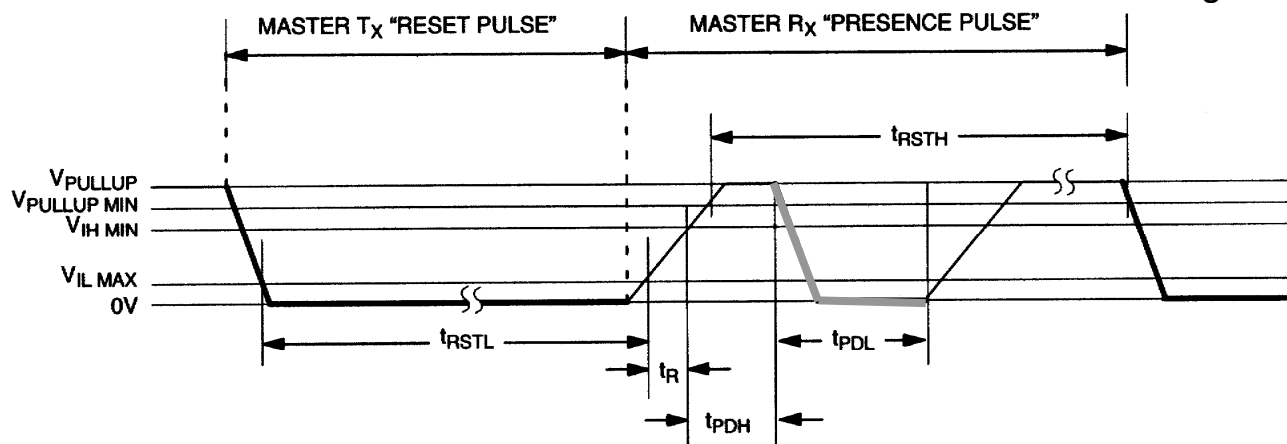 MASTER TX "RESET PULSE"
MASTER RX "PRESENCE PULSE"
tRSTH
VPULLUP
VPULLUP MIN
VIH MIN
VIL MAX
0V
tRSTL
tPDL
tR
tPDH